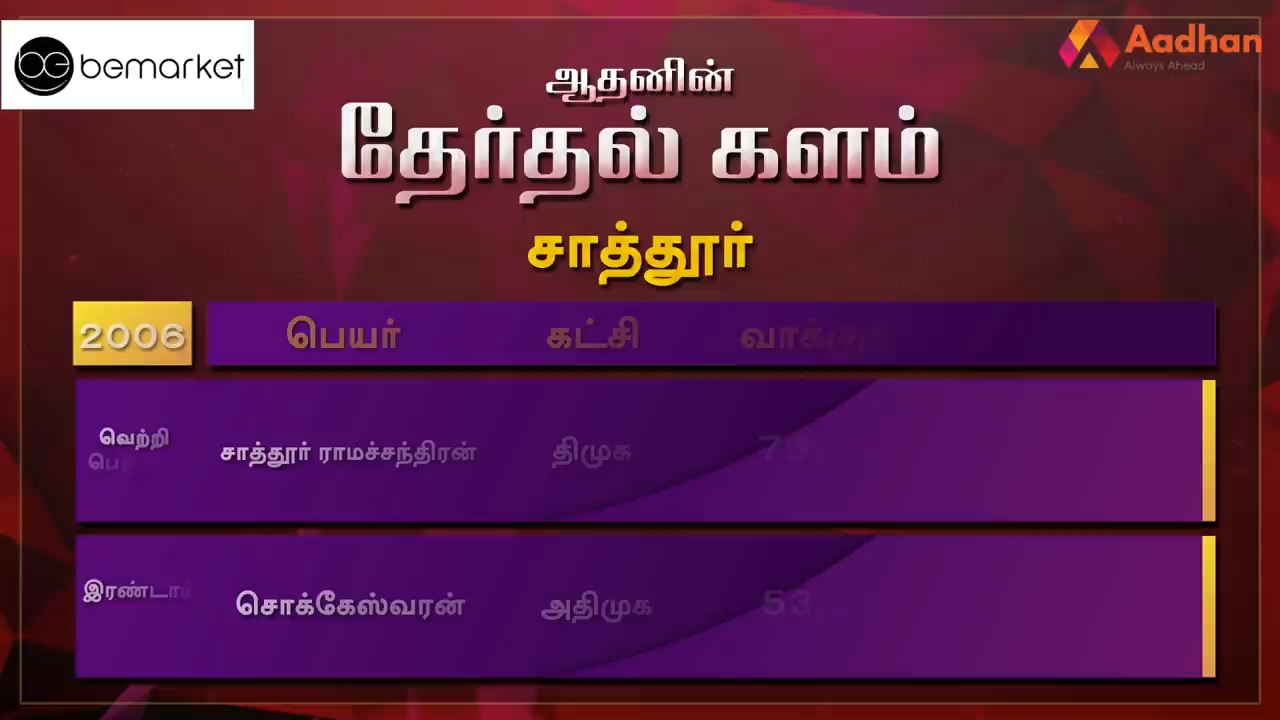 bemarket
Aadhan
Always Ahead
ஆதனின்
தேர்தல் களம்
சாத்தூர்
2006 பெயர் கட்சி
வெற்றி
சாத்தூர் ராமச்சந்திரன் திமுக
சொக்கேஸ்வரன் அதிமுக